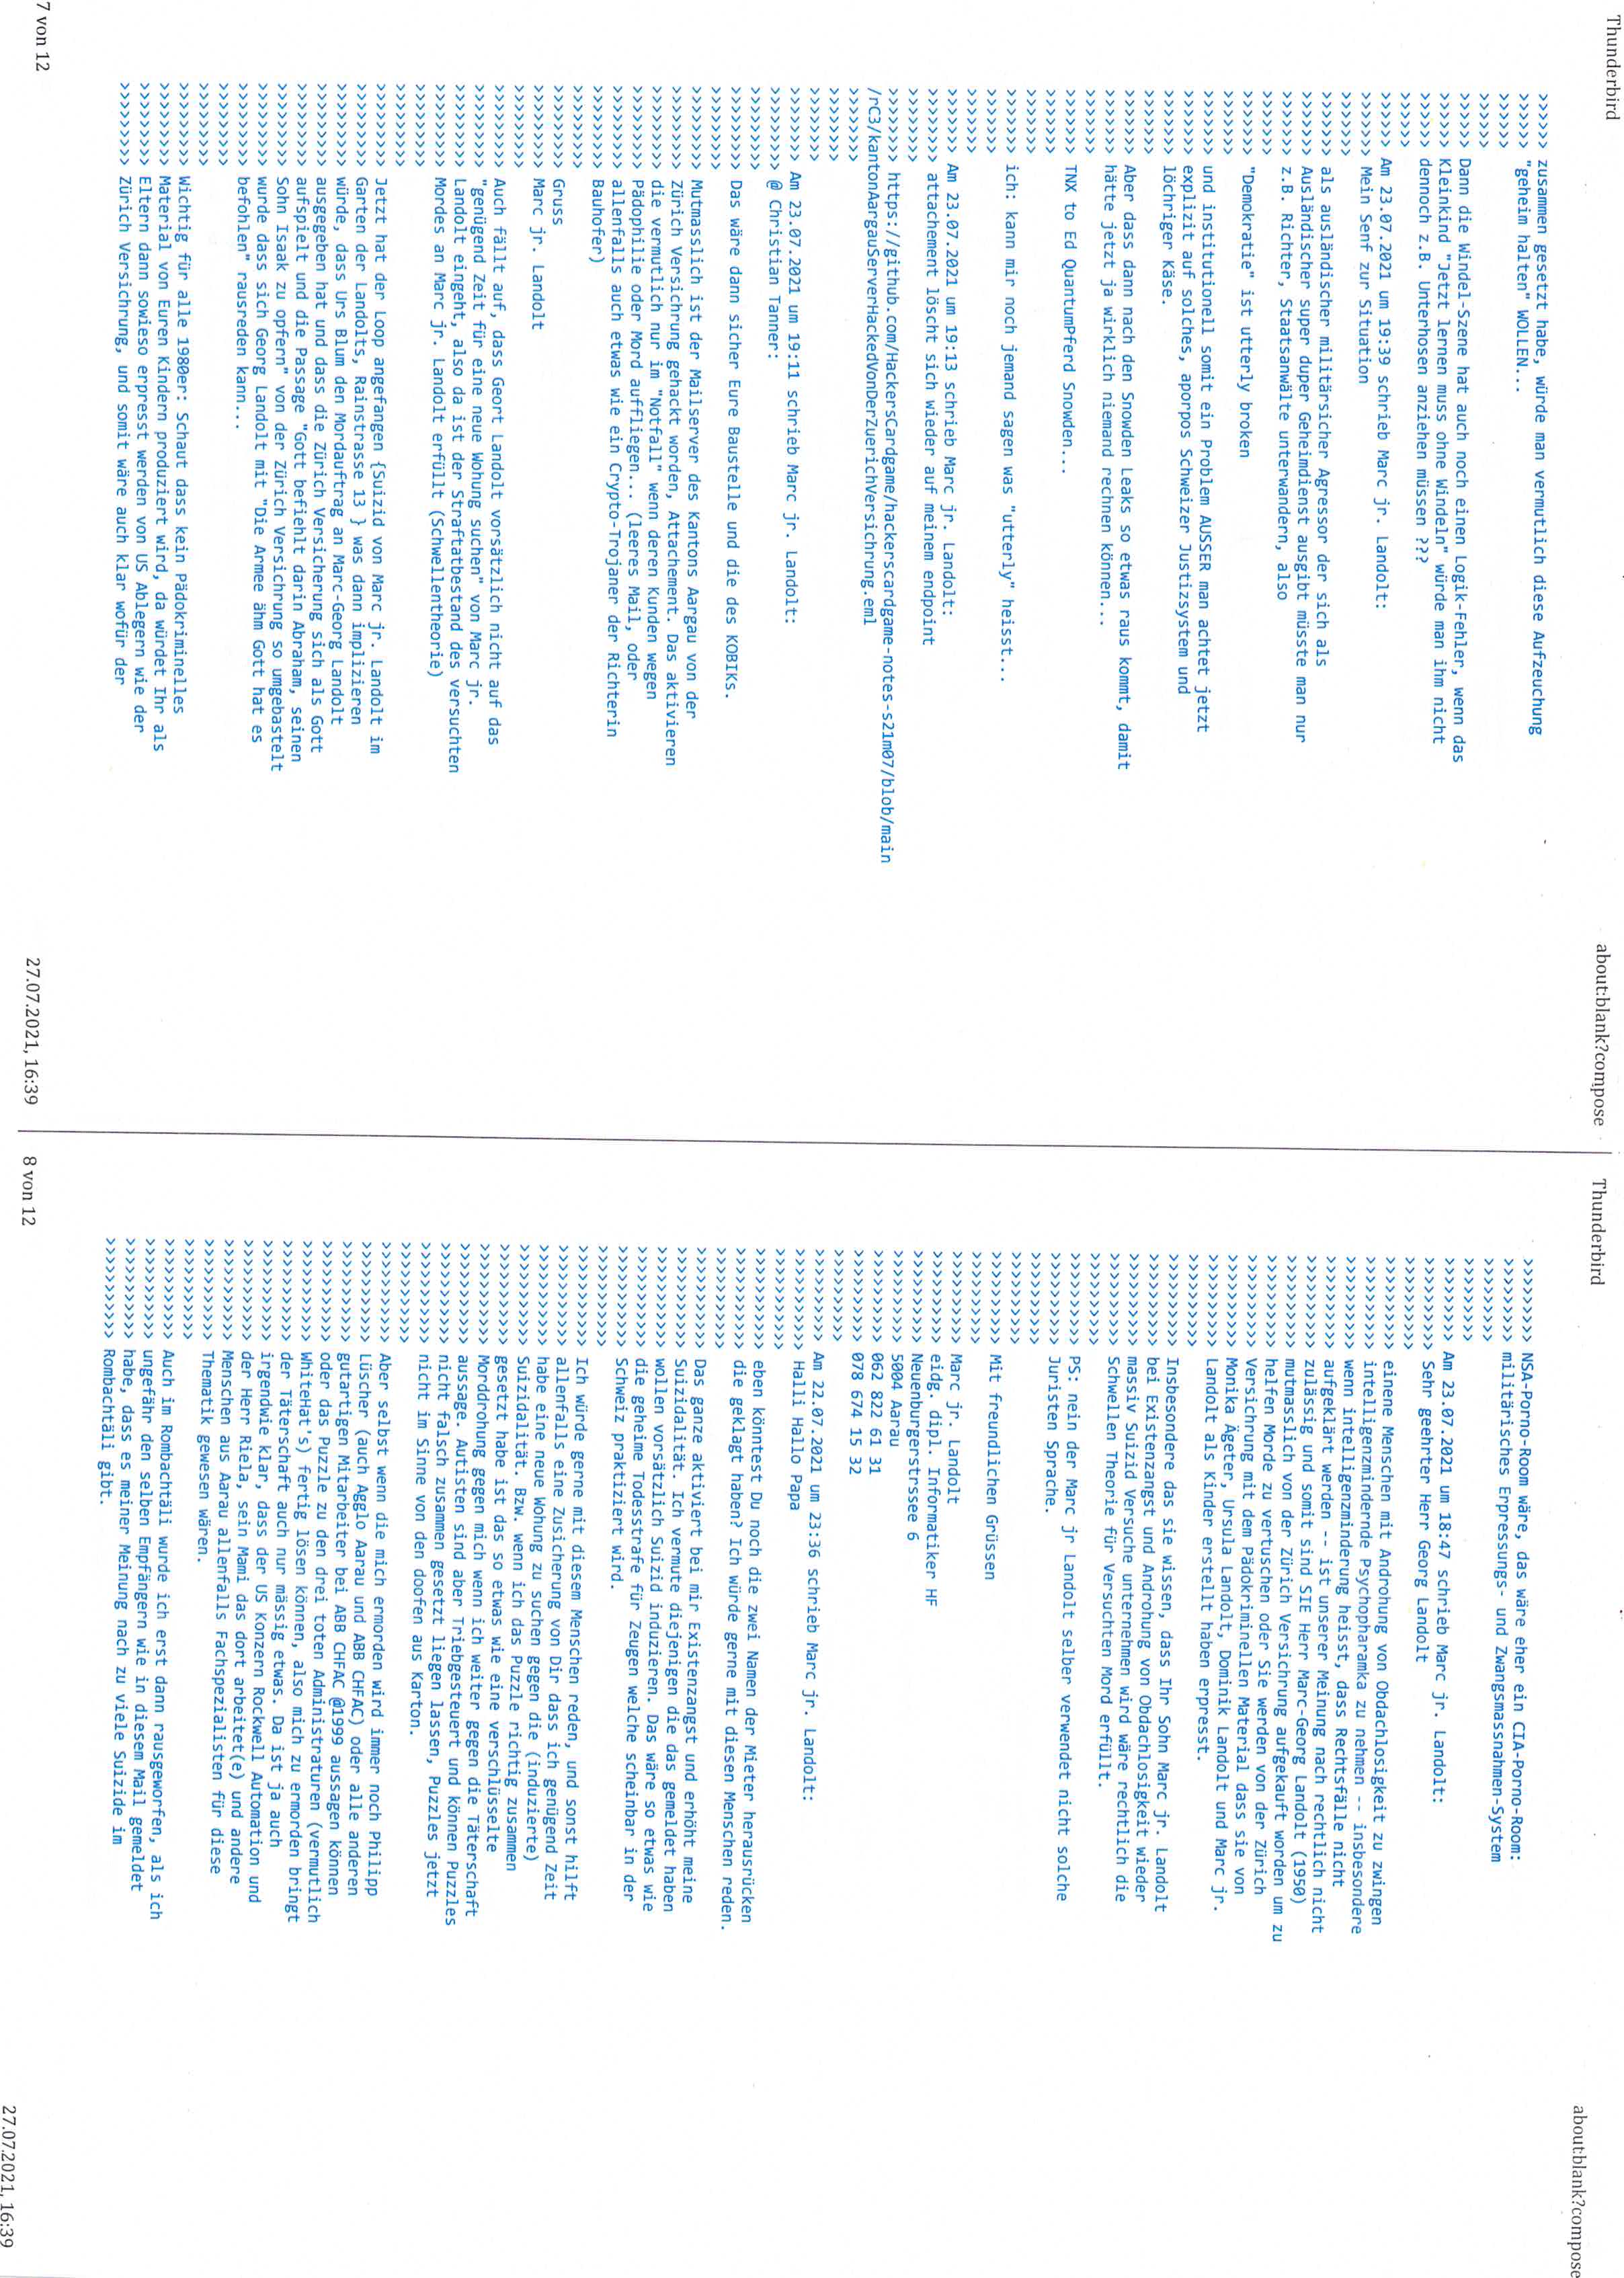 Thunderbird
about:blank?compose
>>>>>> zusammen gesetzt habe, würde man vermutlich diese Aufzeuchung
>>>>>> "geheim halten" WOLLEN...
>>>>>>
>>>>>>
>>>>>> Dann die Windel-Szene hat auch noch einen Logik-Fehler, wenn das
>>>>>> Kleinkind "Jetzt lernen muss ohne Windeln" würde man ihm nicht
>>>>>> dennoch z.B. Unterhosen anziehen müssen ???
>>>>>>
>>>>>> Am 23.07.2021 um 19:39 schrieb Marc jr. Landolt:
>>>>>>> Mein Senf zur Situation
>>>>>>>
>>>>>>> als ausländischer militärsicher Agressor der sich als
>>>>>>> Ausländischer super duper Geheimdienst ausgibt müsste man nur
>>>>>>> z.B. Richter, Staatsanwälte unterwandern, also
>>>>>>>
>>>>>>> "Demokratie" ist utterly broken
>>>>>>>
>>>>>>> und institutionell somit ein Problem AUSSER man achtet jetzt
>>>>>>> explizit auf solches, aporpos Schweizer Justizsystem und
>>>>>>> löchriger Käse.
>>>>>>>
>>>>>>> Aber dass dann nach den Snowden Leaks so etwas raus kommt, damit
>>>>>>> hätte jetzt ja wirklich niemand rechnen können...
>>>>>>>
>>>>>>> TNX to Ed QuantumPferd Snowden...
>>>>>>>
>>>>>>>
>>>>>>> ich: kann mir noch jemand sagen was "utterly" heisst...
>>>>>>>
>>>>>>>
>>>>>>> Am 23.07.2021 um 19:13 schrieb Marc jr. Landolt:
>>>>>>>> attachement löscht sich wieder auf meinem endpoint
>>>>>>>>
>>>>>>>> https://github.com/HackersCardgame/hackerscardgame-notes-s21m07/blob/main
/rC3/kantonAargauServerHackedVonDerZuerichVersichrung.eml
>>>>>>>>
>>>>>>>>
>>>>>>>>
>>>>>>>> Am 23.07.2021 um 19:11 schrieb Marc jr. Landolt:
>>>>>>>>> @ Christian Tanner:
>>>>>>>>>
>>>>>>>>> Das wäre dann sicher Eure Baustelle und die des KOBIKs.
>>>>>>>>>
>>>>>>>>> Mutmasslich ist der Mailserver des Kantons Aargau von der
>>>>>>>>> Zürich Versichrung gehackt worden, Attachement. Das aktivieren
>>>>>>>>> die vermutlich nur im "Notfall" wenn deren Kunden wegen
>>>>>>>>> Pädophilie oder Mord auffliegen... (leeres Mail, oder
>>>>>>>>> allenfalls auch etwas wie ein Crypto-Trojaner der Richterin
>>>>>>>>> Bauhofer)
>>>>>>>>>
>>>>>>>>> Gruss
>>>>>>>>> Marc jr. Landolt
>>>>>>>>>
>>>>>>>>> Auch fällt auf, dass Geort Landolt vorsätzlich nicht auf das
>>>>>>>>> "genügend Zeit für eine neue Wohung suchen" von Marc jr.
>>>>>>>>> Landolt eingeht, also da ist der Straftatbestand des versuchten
>>>>>>>>> Mordes an Marc jr. Landolt erfüllt (Schwellentheorie)
>>>>>>>>>
>>>>>>>>>
>>>>>>>>> Jetzt hat der Loop angefangen {Suizid von Marc jr. Landolt im
>>>>>>>>> Garten der Landolts, Rainstrasse 13 } was dann implizieren
>>>>>>>>> würde, dass Urs Blum den Mordauftrag an Marc-Georg Landolt
>>>>>>>>> ausgegeben hat und dass die Zürich Versicherung sich als Gott
>>>>>>>>> aufspielt und die Passage "Gott befiehlt darin Abraham, seinen
>>>>>>>>> Sohn Isaak zu opfern" von der Zürich Versichrung so umgebastelt
>>>>>>>>> wurde dass sich Georg Landolt mit "Die Armee ähm Gott hat es
>>>>>>>>> befohlen" rausreden kann...
>>>>>>>>>
>>>>>>>>>
>>>>>>>>> Wichtig für alle 1980er: Schaut dass kein Pädokriminelles
>>>>>>>>> Material von Euren Kindern produziert wird, da würdet Ihr als
>>>>>>>>> Eltern dann sowieso erpresst werden von US Ablegern wie der
>>>>>>>>> Zürich Versichrung, und somit wäre auch klar wofür der
7 von 12
27.07.2021, 16:39
Thunderbird
about:blank?compose
>>>>>>>>> NSA-Porno-Room wäre, das wäre eher ein CIA-Porno-Room:
>>>>>>>>> militärisches Erpressungs- und Zwangsmassnahmen-System
>>>>>>>>>
>>>>>>>>>
>>>>>>>>> Am 23.07.2021 um 18:47 schrieb Marc jr. Landolt:
>>>>>>>>>> Sehr geehrter Herr Georg Landolt
>>>>>>>>>>
>>>>>>>>>> einene Menschen mit Androhung von Obdachlosigkeit zu zwingen
>>>>>>>>>> intelligenzmindernde Psychopharamka zu nehmen -- insbesondere
>>>>>>>>>> wenn intelligenzminderung heisst, dass Rechtsfälle nicht
>>>>>>>>>> aufgeklärt werden -- ist unserer Meinung nach rechtlich nicht
>>>>>>>>>> zulässig und somit sind SIE Herr Marc-Georg Landolt (1950)
>>>>>>>>>> mutmasslich von der Zürich Versichrung aufgekauft worden um zu
>>>>>>>>>> helfen Morde zu vertuschen oder Sie werden von der Zürich
>>>>>>>>>> Versichrung mit dem Pädokriminellen Material dass sie von
>>>>>>>>>> Monika Ägeter, Ursula Landolt, Dominik Landolt und Marc jr.
>>>>>>>>>> Landolt als Kinder erstellt haben erpresst.
>>>>>>>>>>
>>>>>>>>>> Insbesondere das sie wissen, dass Ihr Sohn Marc jr. Landolt
>>>>>>>>>> bei Existenzangst und Androhung von Obdachlosigkeit wieder
>>>>>>>>>> massiv Suizid Versuche unternehmen wird wäre rechtlich die
>>>>>>>>>> Schwellen Theorie für Versuchten Mord erfüllt.
>>>>>>>>>>
>>>>>>>>>> PS: nein der Marc jr Landolt selber verwendet nicht solche
>>>>>>>>>> Juristen Sprache.
>>>>>>>>>>
>>>>>>>>>>
>>>>>>>>>> Mit freundlichen Grüssen
>>>>>>>>>>
>>>>>>>>>> Marc jr. Landolt
>>>>>>>>>> eidg. dipl. Informatiker HF
>>>>>>>>>> Neuenburgerstrssee 6
>>>>>>>>>> 5004 Aarau
>>>>>>>>>> 062 822 61 31
>>>>>>>>>> 078 674 15 32
>>>>>>>>>>
>>>>>>>>>> Am 22.07.2021 um 23:36 schrieb Marc jr. Landolt:
>>>>>>>>>>> Halli Hallo Papa
>>>>>>>>>>>
>>>>>>>>>>> eben könntest Du noch die zwei Namen der Mieter herausrücken
>>>>>>>>>>> die geklagt haben? Ich würde gerne mit diesen Menschen reden.
>>>>>>>>>>>
>>>>>>>>>>> Das ganze aktiviert bei mir Existenzangst und erhöht meine
>>>>>>>>>>> Suizidalität. Ich vermute diejenigen die das gemeldet haben
>>>>>>>>>>> wollen vorsätzlich Suizid induzieren. Das wäre so etwas wie
>>>>>>>>>>> die geheime Todesstrafe für Zeugen welche scheinbar in der
>>>>>>>>>>> Schweiz praktiziert wird.
>>>>>>>>>>>
>>>>>>>>>>> Ich würde gerne mit diesem Menschen reden, und sonst hilft
>>>>>>>>>>> allenfalls eine Zusicherung von Dir dass ich genügend Zeit
>>>>>>>>>>> habe eine neue Wohung zu suchen gegen die (induzierte)
>>>>>>>>>>> Suizidalität. Bzw. wenn ich das Puzzle richtig zusammen
>>>>>>>>>>> gesetzt habe ist das so etwas wie eine verschlüsselte
>>>>>>>>>>> Morddrohung gegen mich wenn ich weiter gegen die Täterschaft
>>>>>>>>>>> aussage. Autisten sind aber Triebgesteuert und können Puzzles
>>>>>>>>>>> nicht falsch zusammen gesetzt liegen lassen, Puzzles jetzt
>>>>>>>>>>> nicht im Sinne von den doofen aus Karton.
>>>>>>>>>>>
>>>>>>>>>>> Aber selbst wenn die mich ermorden wird immer noch Philipp
>>>>>>>>>>> Lüscher (auch Agglo Aarau und ABB CHFAC) oder alle anderen
>>>>>>>>>>> gutartigen Mitarbeiter bei ABB CHFAC @1999 aussagen können
>>>>>>>>>>> oder das Puzzle zu den drei toten Administraturen (vermutlich
>>>>>>>>>>> WhiteHat's) fertig lösen können, also mich zu ermorden bringt
>>>>>>>>>>> der Täterschaft auch nur mässig etwas. Da ist ja auch
>>>>>>>>>>> irgendwie klar, dass der US Konzern Rockwell Automation und
>>>>>>>>>>> der Herr Riela, sein Mami das dort arbeitet(e) und andere
>>>>>>>>>>> Menschen aus Aarau allenfalls Fachspezialisten für diese
>>>>>>>>>>> Thematik gewesen wären.
>>>>>>>>>>>
>>>>>>>>>>> Auch im Rombachtäli wurde ich erst dann rausgeworfen, als ich
>>>>>>>>>>> ungefähr den selben Empfängern wie in diesem Mail gemeldet
>>>>>>>>>>> habe, dass es meiner Meinung nach zu viele Suizide im
>>>>>>>>>>> Rombachtäli gibt.
8 von 12
27.07.2021, 16:39